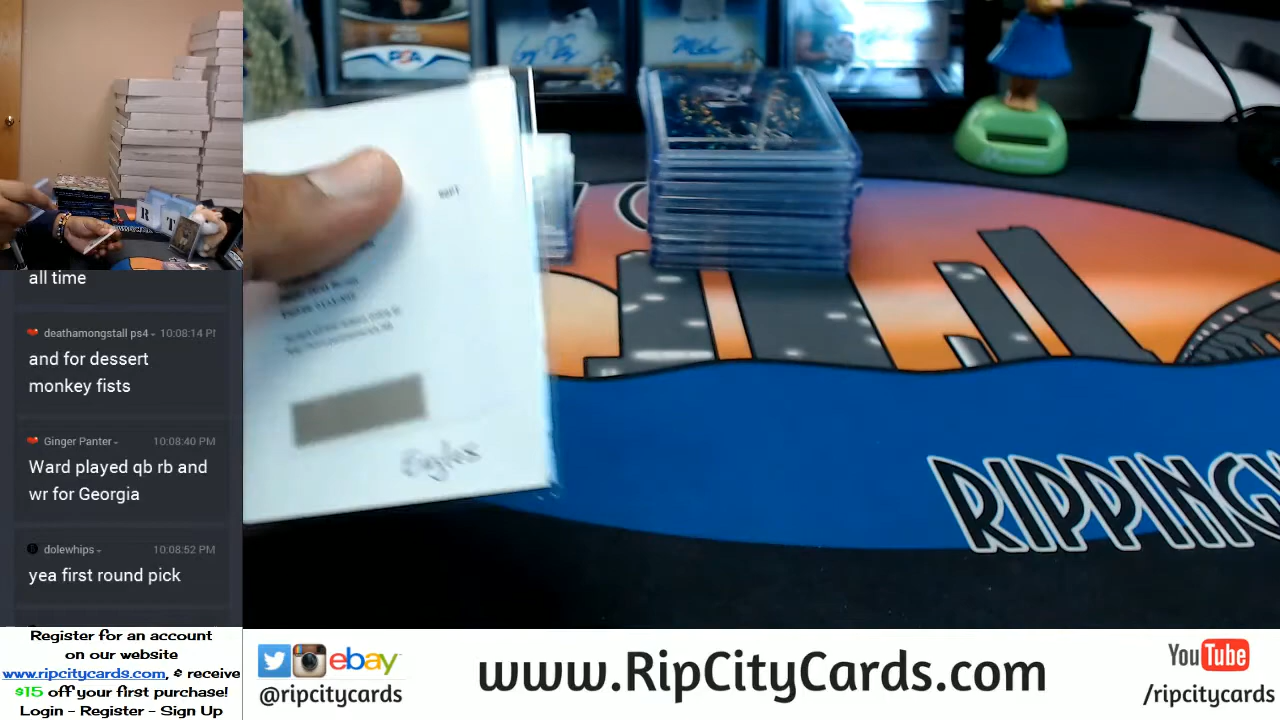 all time
deathamongstall ps4 10:08:14 PM
and for dessert
monkey fists
Ginger Panter 10:08:40 PM
Ward played qb rb and
wr for Georgia
dolewhips 10:08:52 PM
yea first round pick
Register for an account
on our website
www.ripcitycards.com, & receive
$15 off your first purchase!
Login - Register - Sign Up
ebay
@ripcitycards
www.RipCityCards.com
YouTube
/ripcitycards
PSA
R T
Eagles
RIPPING